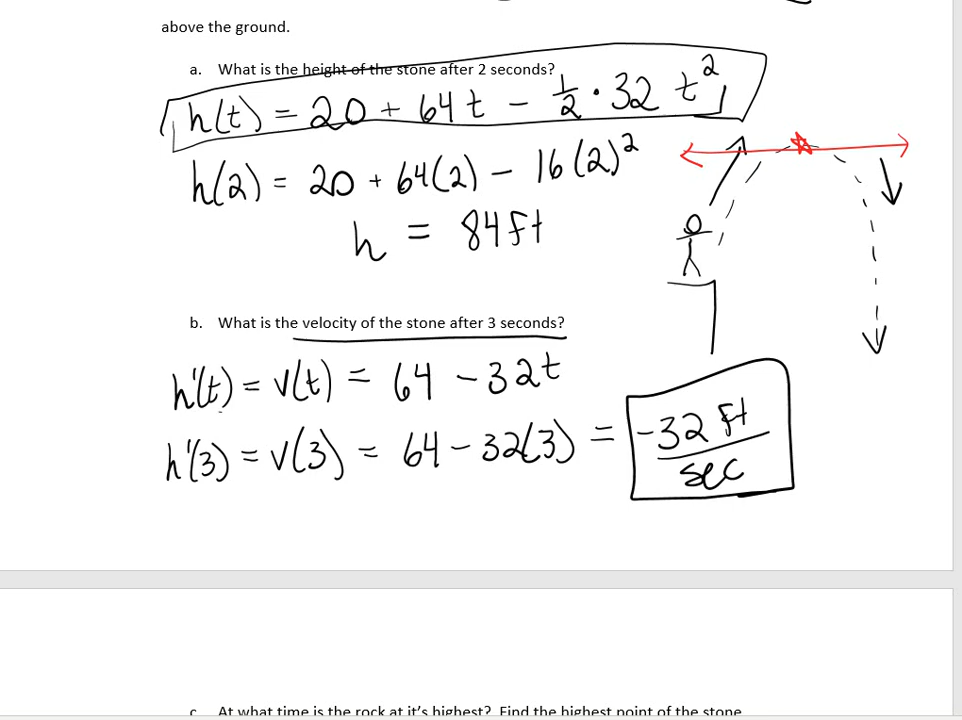 above the ground.
a. What is the height of the stone after 2 seconds?
h(t) = 20 + 64t - 1/2 · 32 t²
h(2) = 20 + 64(2) - 16(2)²
h = 84 ft
b. What is the velocity of the stone after 3 seconds?
h'(t) = v(t) = 64 - 32t
h'(3) = v(3) = 64 - 32(3) = -32 ft/sec
c. At what time is the rock at it's highest? Find the highest point of the stone